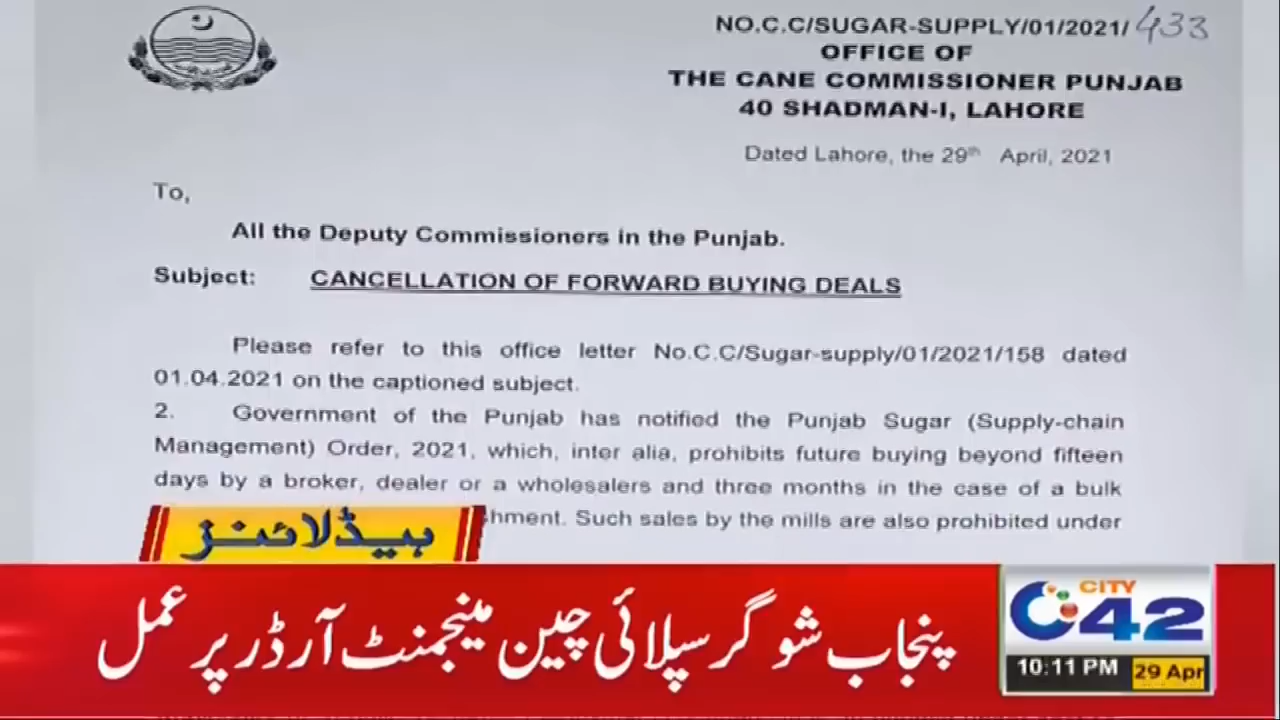 NO.C.C/SUGAR-SUPPLY/01/2021/433
OFFICE OF
THE CANE COMMISSIONER PUNJAB
40 SHADMAN-I, LAHORE
Dated Lahore, the 29th April, 2021
To,
All the Deputy Commissioners in the Punjab.
Subject: CANCELLATION OF FORWARD BUYING DEALS
Please refer to this office letter No.C.C/Sugar-supply/01/2021/158 dated
01.04.2021 on the captioned subject.
2. Government of the Punjab has notified the Punjab Sugar (Supply-chain
Management) Order, 2021, which, inter alia, prohibits future buying beyond fifteen
days by a broker, dealer or a wholesalers and three months in the case of a bulk
hment. Such sales by the mills are also prohibited under
ہیڈلائنز
پنجاب شوگر سپلائی چین مینجمنٹ آرڈر پر عمل
CITY
42
10:11 PM 29 Apr